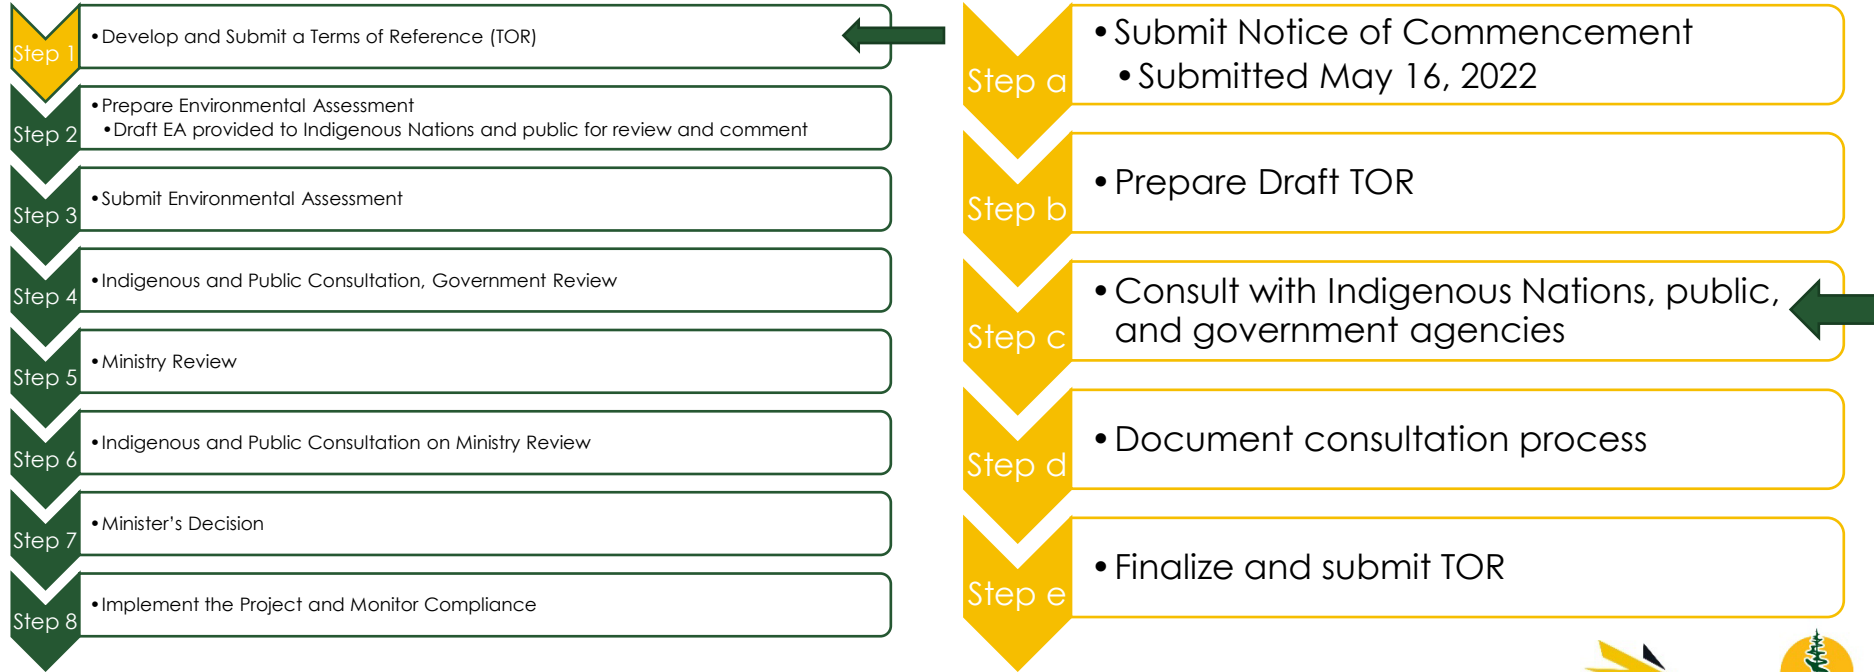 Step 1
•Develop and Submit a Terms of Reference (TOR)
Step 2
•Prepare Environmental Assessment
•Draft EA provided to Indigenous Nations and public for review and comment
Step 3
•Submit Environmental Assessment
Step 4
•Indigenous and Public Consultation, Government Review
Step 5
•Ministry Review
Step 6
•Indigenous and Public Consultation on Ministry Review
Step 7
•Minister’s Decision
Step 8
•Implement the Project and Monitor Compliance
Step a
•Submit Notice of Commencement
•Submitted May 16, 2022
Step b
•Prepare Draft TOR
Step c
•Consult with Indigenous Nations, public,
and government agencies
Step d
•Document consultation process
Step e
•Finalize and submit TOR